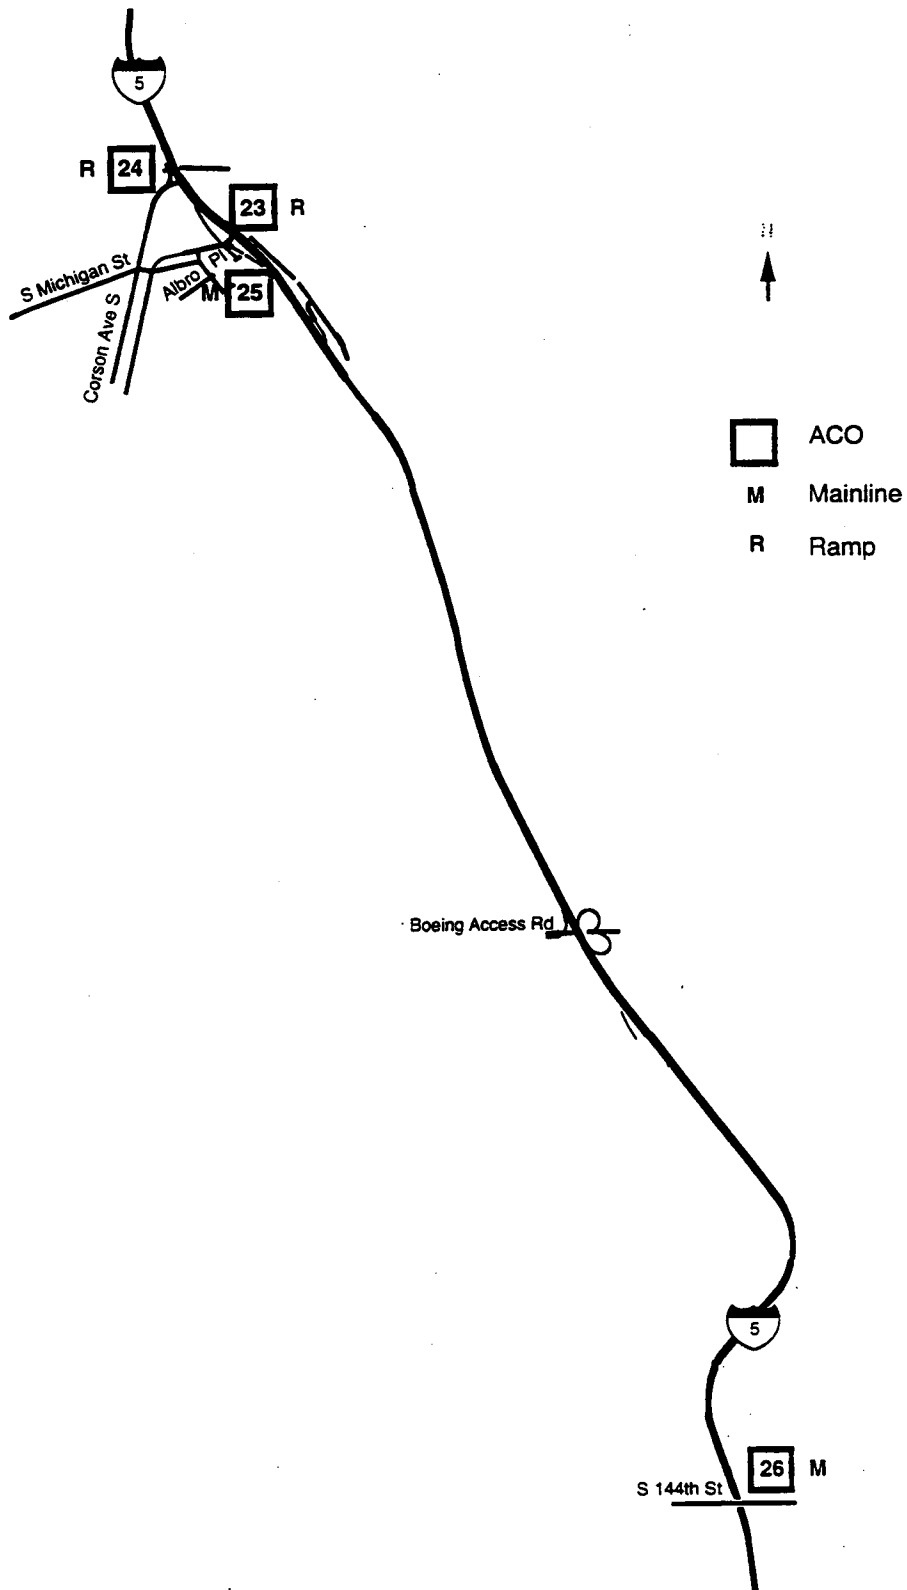 5
R 24
23 R
S Michigan St
Albro Pl
M 25
Corson Ave S
N
ACO
M Mainline
R Ramp
Boeing Access Rd
5
26 M
S 144th St